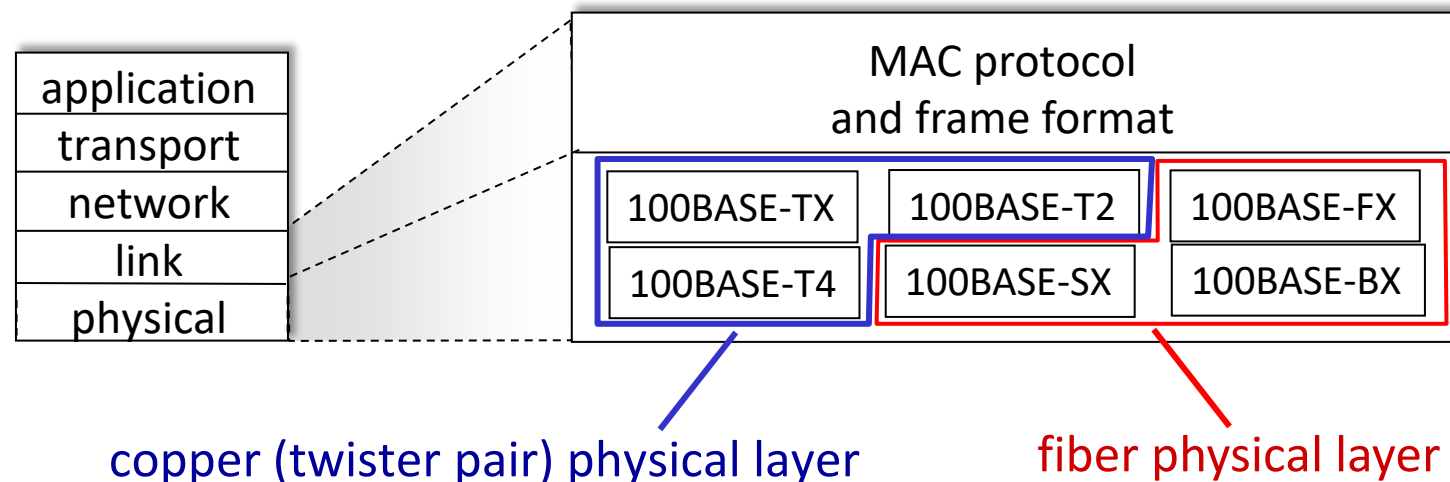 application
transport
network
link
physical
MAC protocol
and frame format
100BASE-TX
100BASE-T2
100BASE-FX
100BASE-T4
100BASE-SX
100BASE-BX
copper (twister pair) physical layer
fiber physical layer